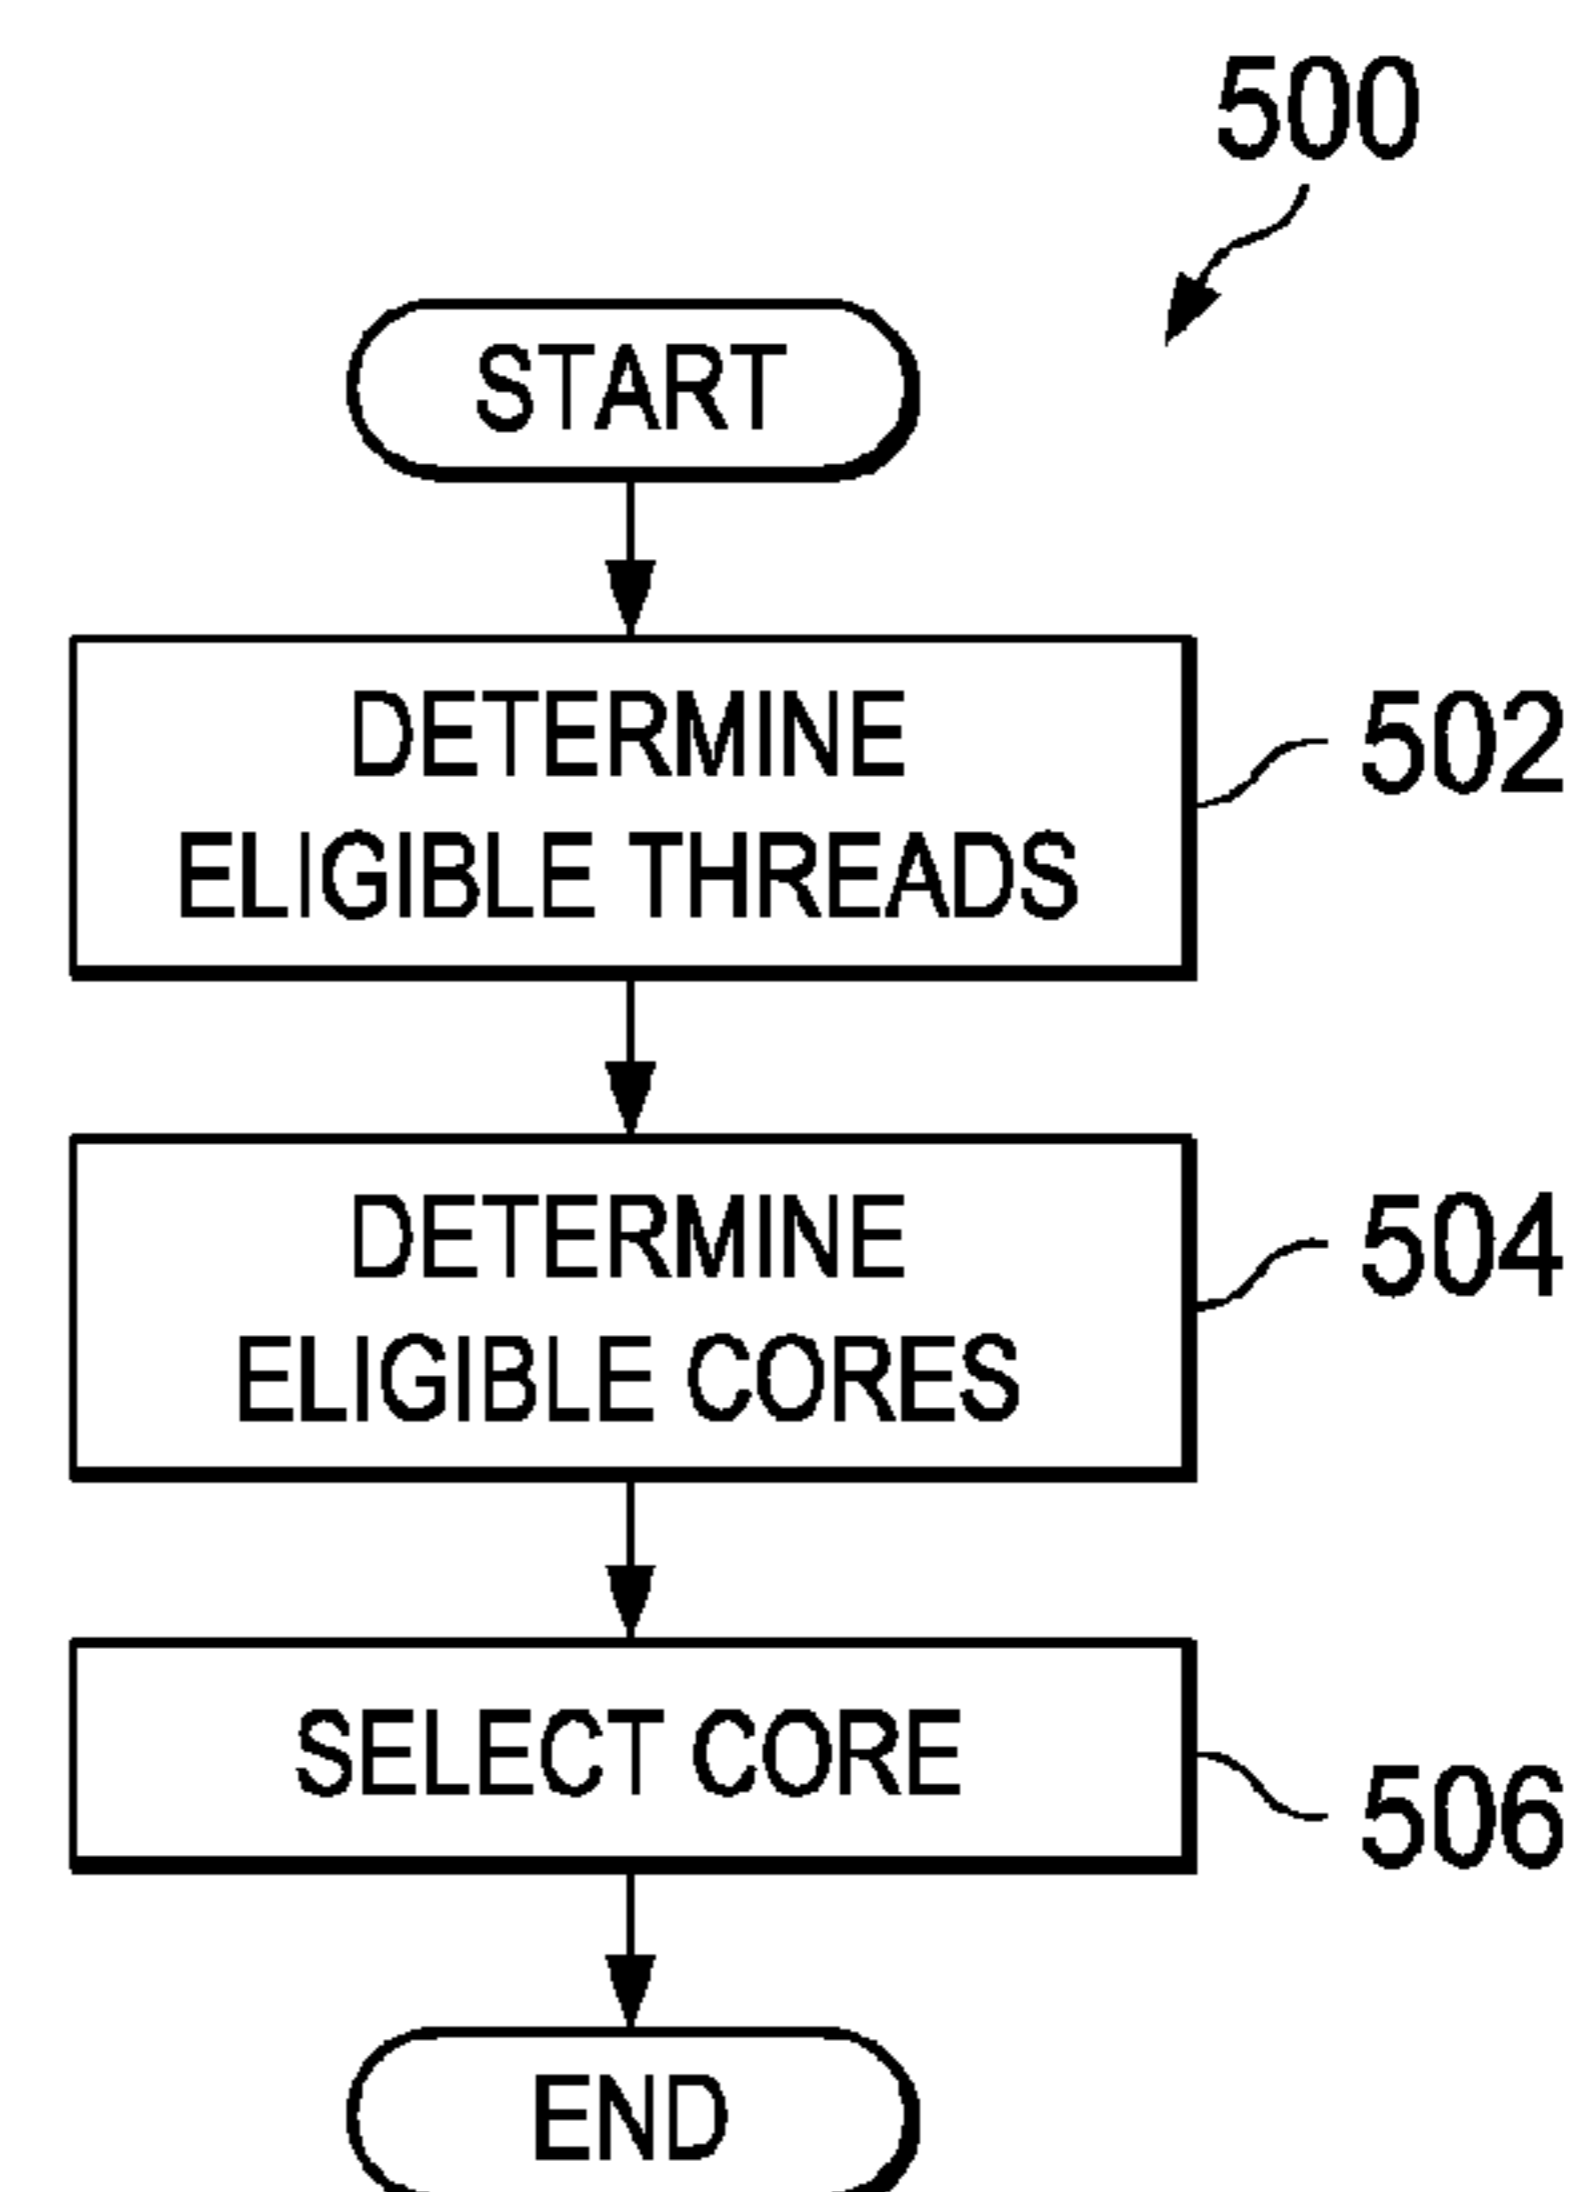 500
START
DETERMINE
ELIGIBLE THREADS
502
DETERMINE
ELIGIBLE CORES
504
SELECT CORE
506
END